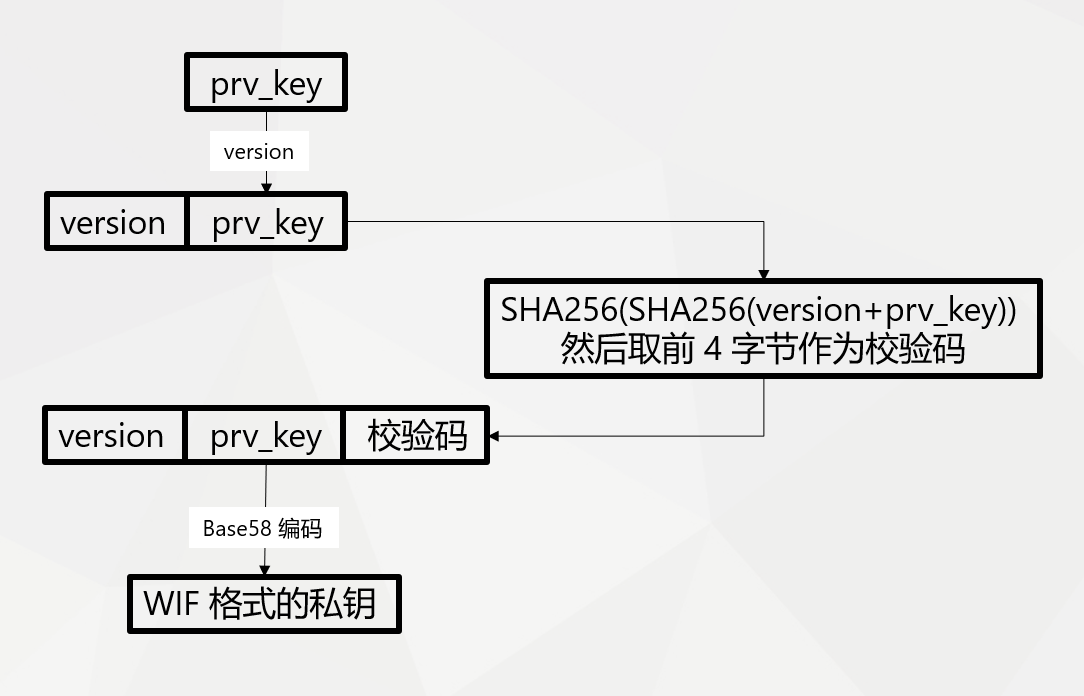 prv_key
version
version prv_key
SHA256(SHA256(version+prv_key))
然后取前 4 字节作为校验码
version prv_key 校验码
Base58 编码
WIF 格式的私钥